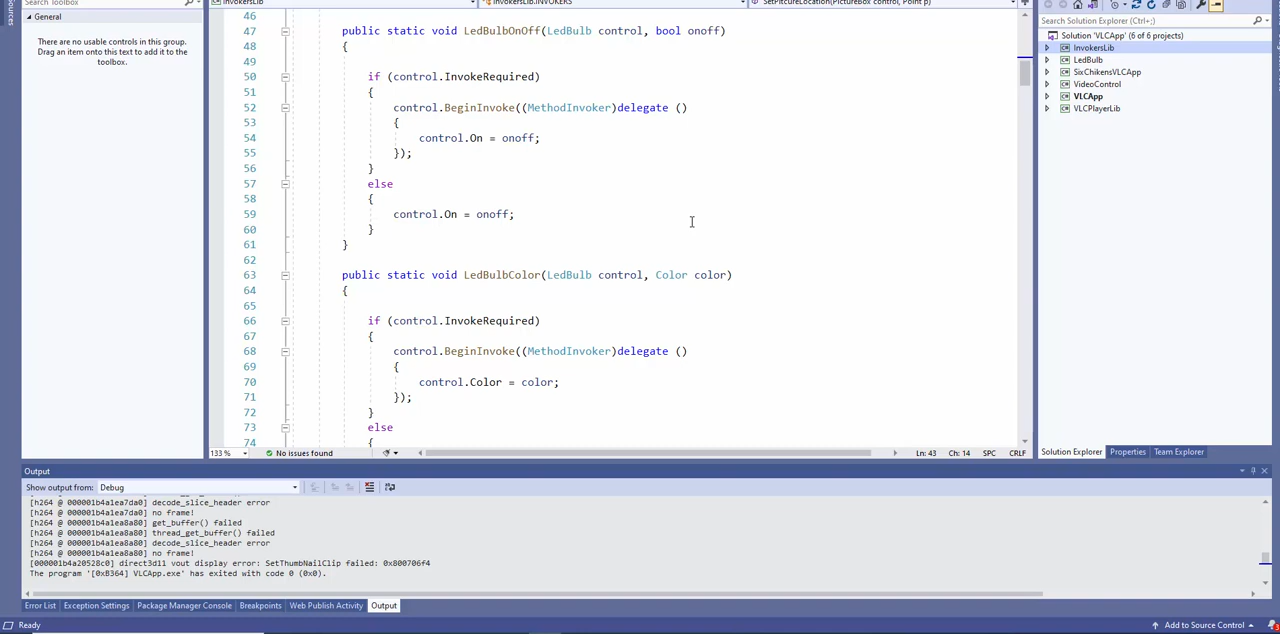 Search Toolbox
General
There are no usable controls in this group.
Drag an item onto this text to add it to the
toolbox.
InvokersLib
InvokersLib.INVOKERS
SetPitcureLocation(PictureBox control, Point p)
46
47 public static void LedBulbOnOff(LedBulb control, bool onoff)
48 {
49
50 if (control.InvokeRequired)
51 {
52 control.BeginInvoke((MethodInvoker)delegate ()
53 {
54 control.On = onoff;
55 });
56 }
57 else
58 {
59 control.On = onoff;
60 }
61 }
62
63 public static void LedBulbColor(LedBulb control, Color color)
64 {
65
66 if (control.InvokeRequired)
67 {
68 control.BeginInvoke((MethodInvoker)delegate ()
69 {
70 control.Color = color;
71 });
72 }
73 else
74 {
133 %
No issues found
Ln: 43 Ch: 14 SPC CRLF
Search Solution Explorer (Ctrl+;)
Solution 'VLCApp' (6 of 6 projects)
InvokersLib
LedBulb
SixChikensVLCApp
VideoControl
VLCApp
VLCPlayerLib
Solution Explorer Properties Team Explorer
Output
Show output from: Debug
[h264 @ 000001b4a1ea7da0] decode_slice_header error
[h264 @ 000001b4a1ea7da0] no frame!
[h264 @ 000001b4a1ea8a80] get_buffer() failed
[h264 @ 000001b4a1ea8a80] thread_get_buffer() failed
[h264 @ 000001b4a1ea8a80] decode_slice_header error
[h264 @ 000001b4a1ea8a80] no frame!
[000001b4a20528c0] direct3d11 vout display error: SetThumbNailClip failed: 0x800706f4
The program '[0xB364] VLCApp.exe' has exited with code 0 (0x0).
Error List Exception Settings Package Manager Console Breakpoints Web Publish Activity Output
Ready
Add to Source Control